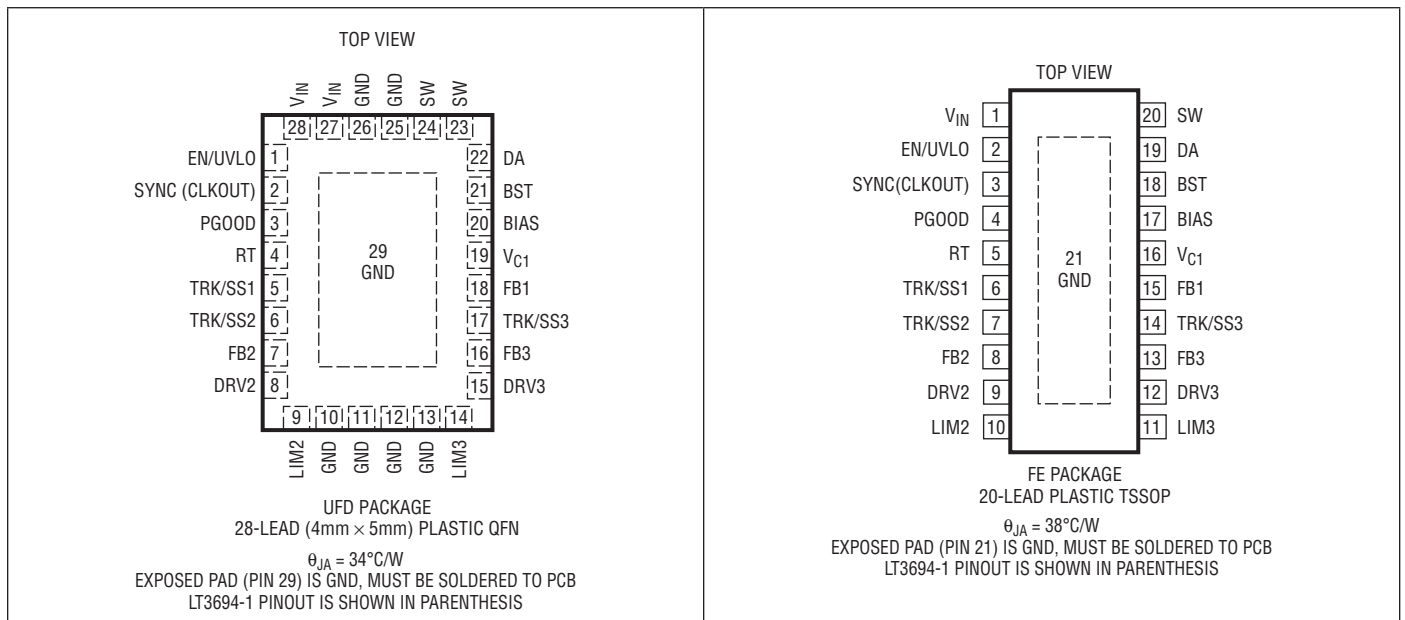 TOP VIEW
VIN VIN GND GND SW SW
28 27 26 25 24 23
EN/UVLO 1
SYNC (CLKOUT) 2
PGOOD 3
RT 4
TRK/SS1 5
TRK/SS2 6
FB2 7
DRV2 8
29
GND
22 DA
21 BST
20 BIAS
19 VC1
18 FB1
17 TRK/SS3
16 FB3
15 DRV3
9 10 11 12 13 14
LIM2 GND GND GND GND LIM3
UFD PACKAGE
28-LEAD (4mm × 5mm) PLASTIC QFN
θJA = 34°C/W
EXPOSED PAD (PIN 29) IS GND, MUST BE SOLDERED TO PCB
LT3694-1 PINOUT IS SHOWN IN PARENTHESIS
TOP VIEW
VIN 1
EN/UVLO 2
SYNC(CLKOUT) 3
PGOOD 4
RT 5
TRK/SS1 6
TRK/SS2 7
FB2 8
DRV2 9
LIM2 10
21
GND
20 SW
19 DA
18 BST
17 BIAS
16 VC1
15 FB1
14 TRK/SS3
13 FB3
12 DRV3
11 LIM3
FE PACKAGE
20-LEAD PLASTIC TSSOP
θJA = 38°C/W
EXPOSED PAD (PIN 21) IS GND, MUST BE SOLDERED TO PCB
LT3694-1 PINOUT IS SHOWN IN PARENTHESIS